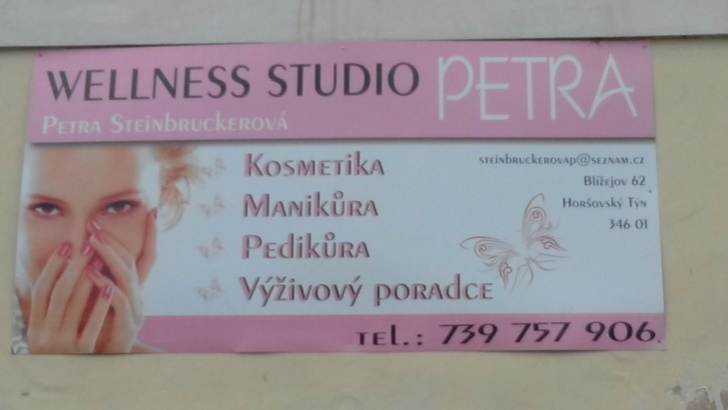 WELLNESS STUDIO PETRA
PETRA STEINBRUCKEROVÁ
KOSMETIKA
MANIKŮRA
PEDIKŮRA
VÝŽIVOVÝ PORADCE
STEINBRUCKEROVAP@SEZNAM.CZ
BLÍŽEJOV 62
HORŠOVSKÝ TÝN
346 01
TEL.: 739 757 906